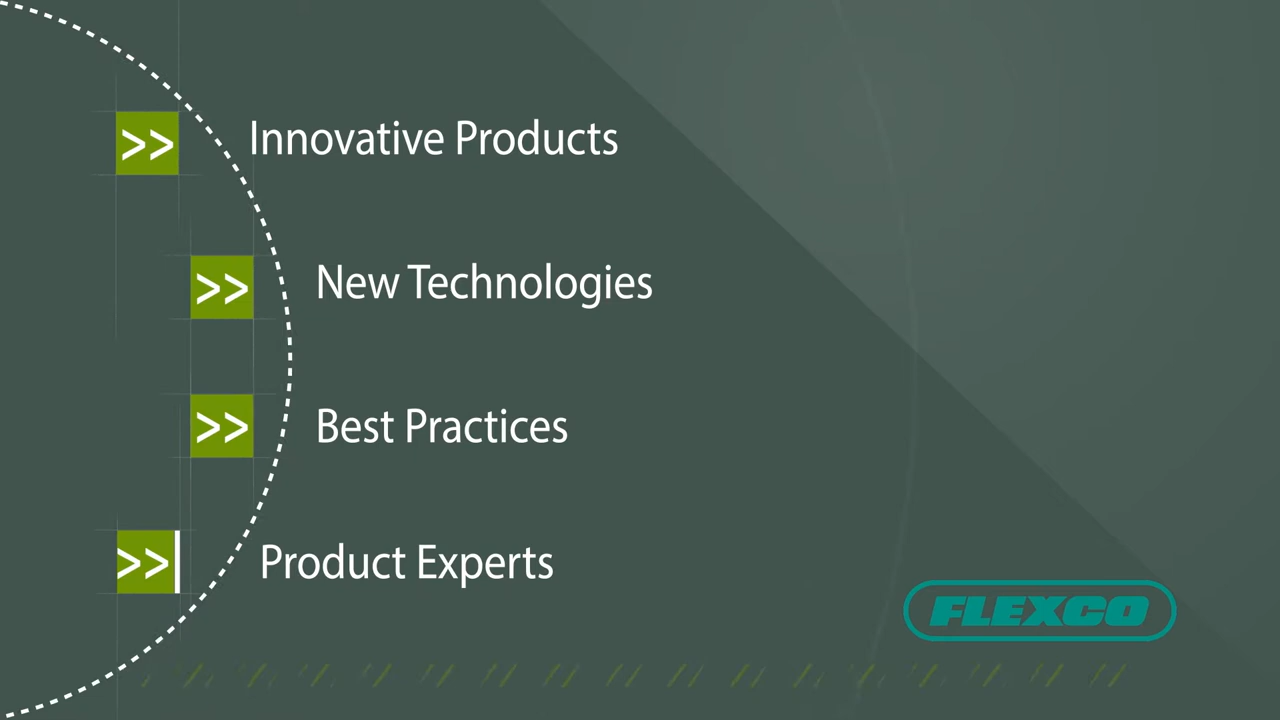 >> Innovative Products
>> New Technologies
>> Best Practices
>> Product Experts
FLEXCO